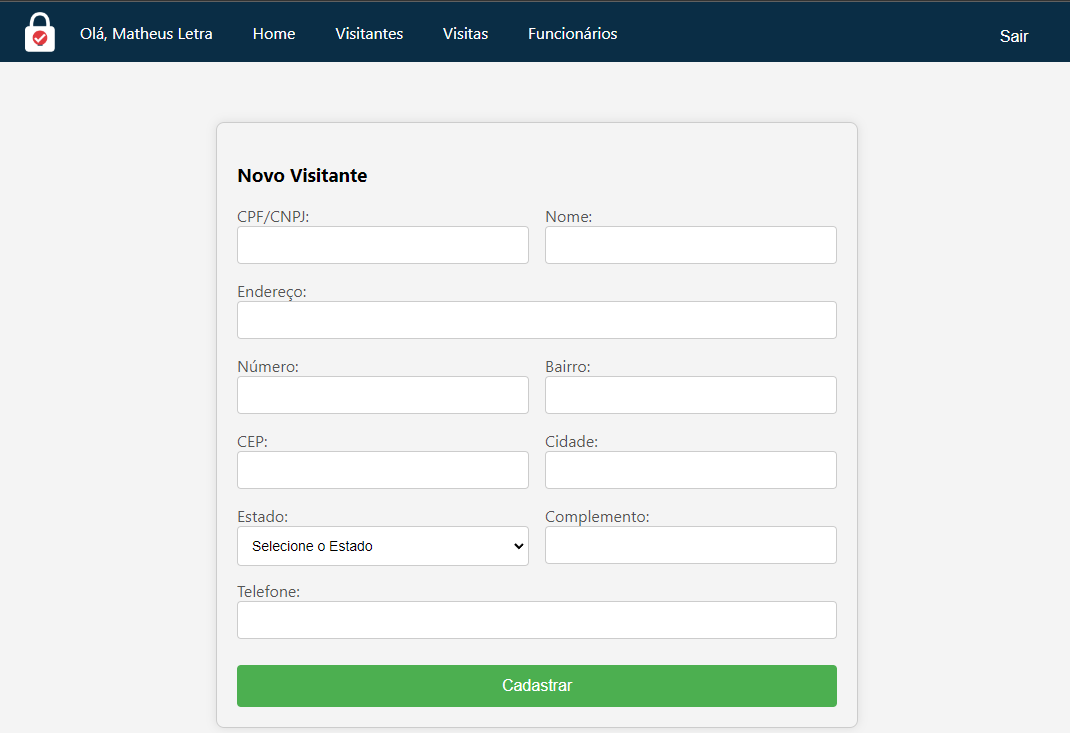 Olá, Matheus Letra Home Visitantes Visitas Funcionários Sair
Novo Visitante
CPF/CNPJ: Nome:
Endereço:
Número: Bairro:
CEP: Cidade:
Estado: Complemento:
Selecione o Estado
Telefone:
Cadastrar